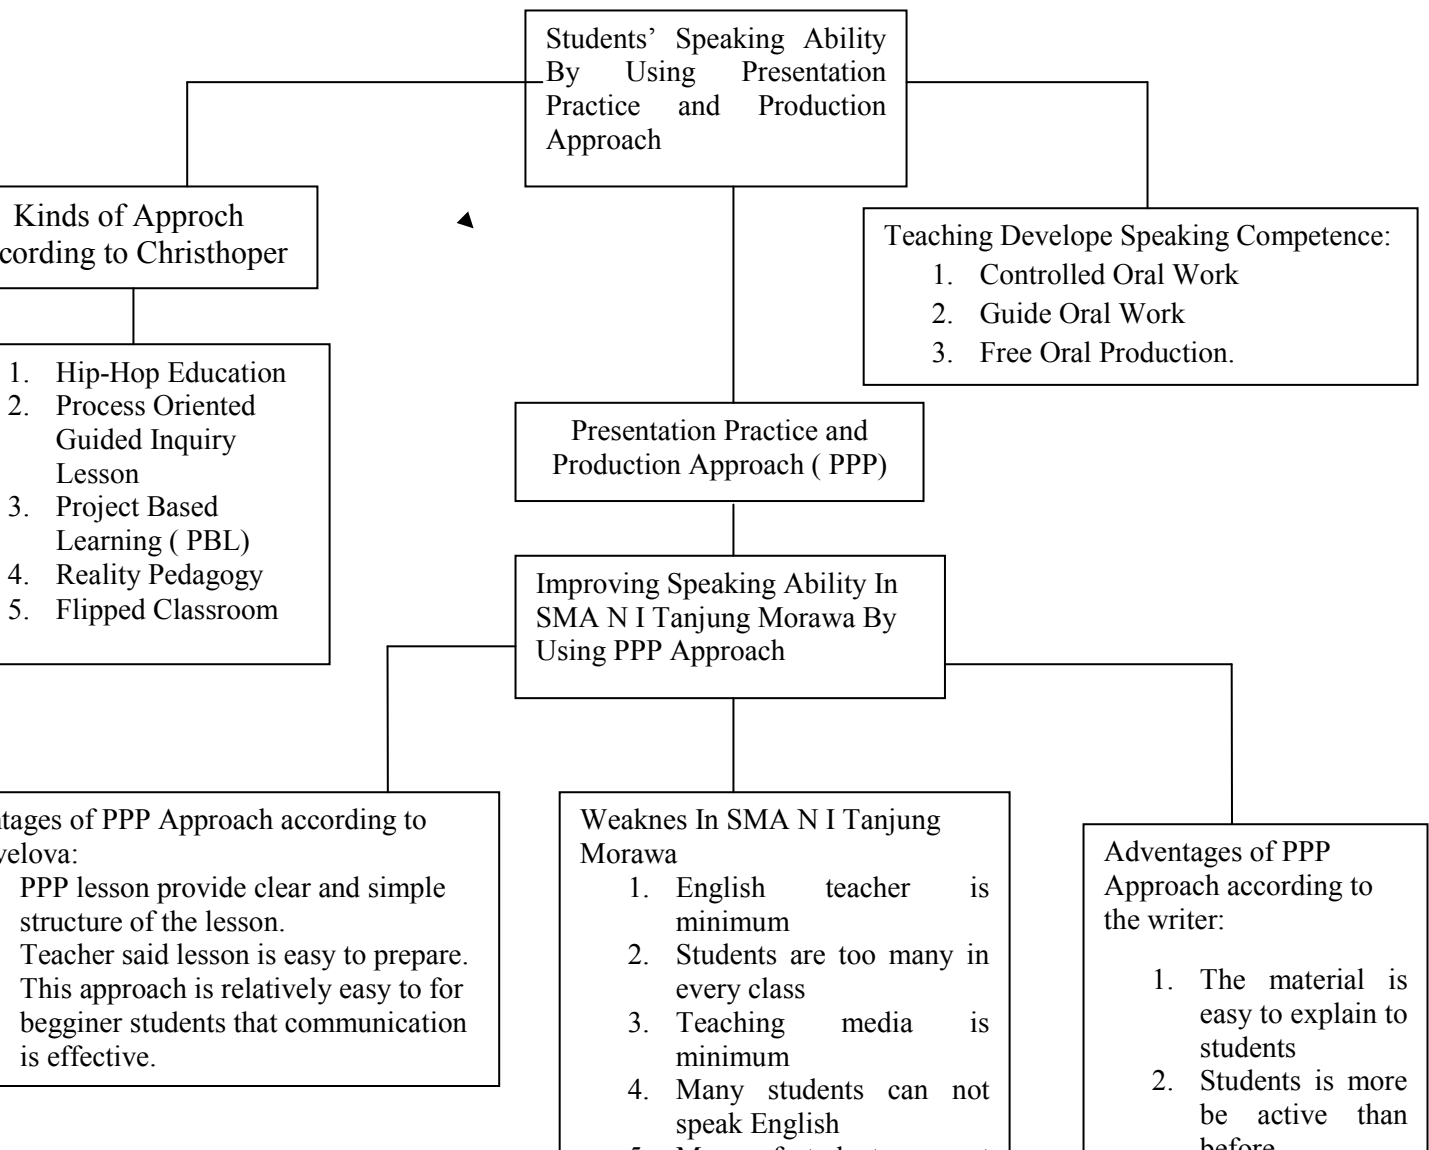 Students’ Speaking Ability
By Using Presentation
Practice and Production
Approach
Kinds of Approch
to Christhoper
Teaching Develope Speaking Competence:
1. Controlled Oral Work
2. Guide Oral Work
3. Free Oral Production.
1. Hip-Hop Education
2. Process Oriented
Guided Inquiry
Lesson
3. Project Based
Learning ( PBL)
4. Reality Pedagogy
5. Flipped Classroom
Presentation Practice and
Production Approach ( PPP)
Improving Speaking Ability In
SMA N I Tanjung Morawa By
Using PPP Approach
of PPP Approach according to
PPP lesson provide clear and simple
structure of the lesson.
Teacher said lesson is easy to prepare.
This approach is relatively easy to for
begginer students that communication
is effective.
Weaknes In SMA N I Tanjung
Morawa
1. English teacher is
minimum
2. Students are too many in
every class
3. Teaching media is
minimum
4. Many students can not
speak English
Adventages of PPP
Approach according to
the writer:
1. The material is
easy to explain to
students
2. Students is more
be active than
before